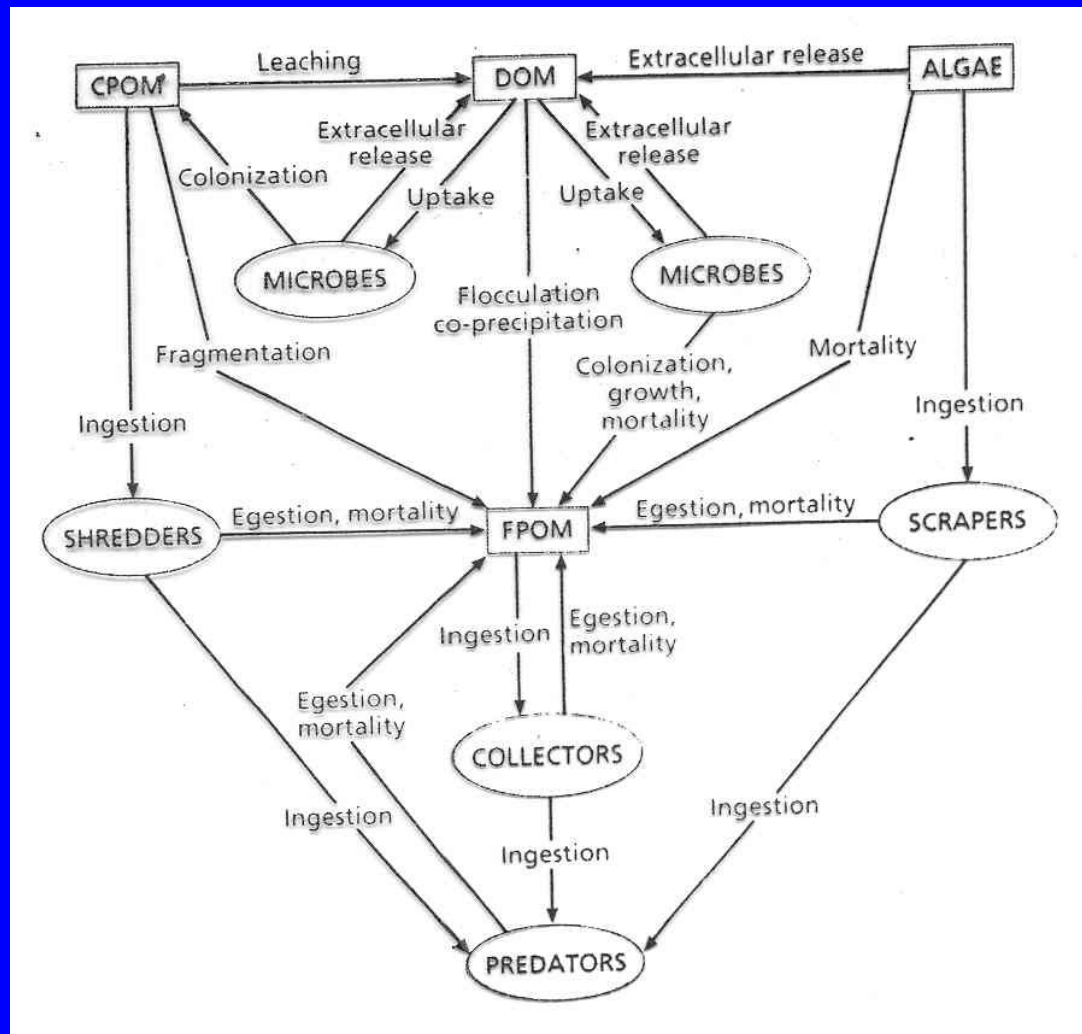 Leaching
Extracellular release
CPOM
DOM
ALGAE
Extracellular
release
Extracellular
release
Colonization
Uptake
Uptake
MICROBES
MICROBES
Flocculation
co-precipitation
Fragmentation
Mortality
Colonization,
growth,
mortality
Ingestion
Ingestion
Egestion, mortality
Egestion, mortality
SHREDDERS
FPOM
SCRAPERS
Ingestion
Egestion,
mortality
Egestion,
mortality
COLLECTORS
Ingestion
Ingestion
Ingestion
PREDATORS